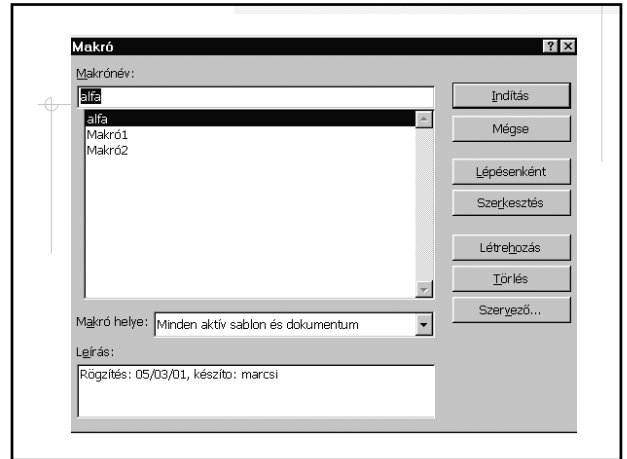 Makró
Makrónév:
alfa
alfa
Makró1
Makró2
Makró helye: Minden aktív sablon és dokumentum
Leírás:
Rögzítés: 05/03/01, készíto: marcsi
Indítás
Mégse
Lépésenként
Szerkesztés
Létrehozás
Törlés
Szervező...